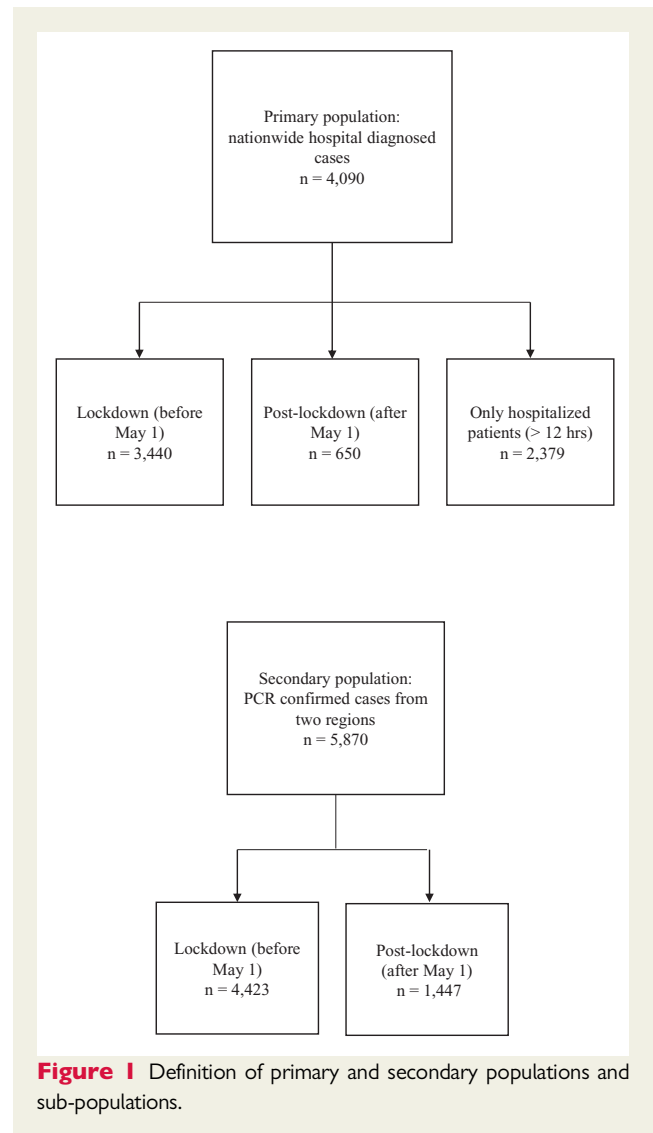 Primary population:
nationwide hospital diagnosed
cases
n = 4,090
Lockdown (before
May 1)
n = 3,440
Post-lockdown (after
May 1)
n = 650
Only hospitalized
patients (> 12 hrs)
n = 2,379
Secondary population:
PCR confirmed cases from
two regions
n = 5,870
Lockdown (before
May 1)
n = 4,423
Post-lockdown
(after May 1)
n = 1,447
Figure 1 Definition of primary and secondary populations and
sub-populations.